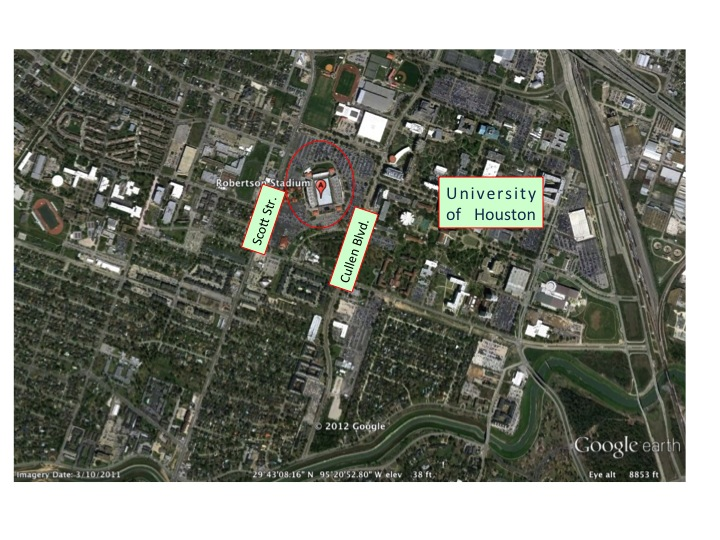 Robertson Stadium
University
of Houston
Scott Str.
Cullen Blvd.
© 2012 Google
Google earth
Imagery Date: 3/10/2011
29°43'08.16" N 95°20'52.80" W elev 38 ft
Eye alt 8853 ft